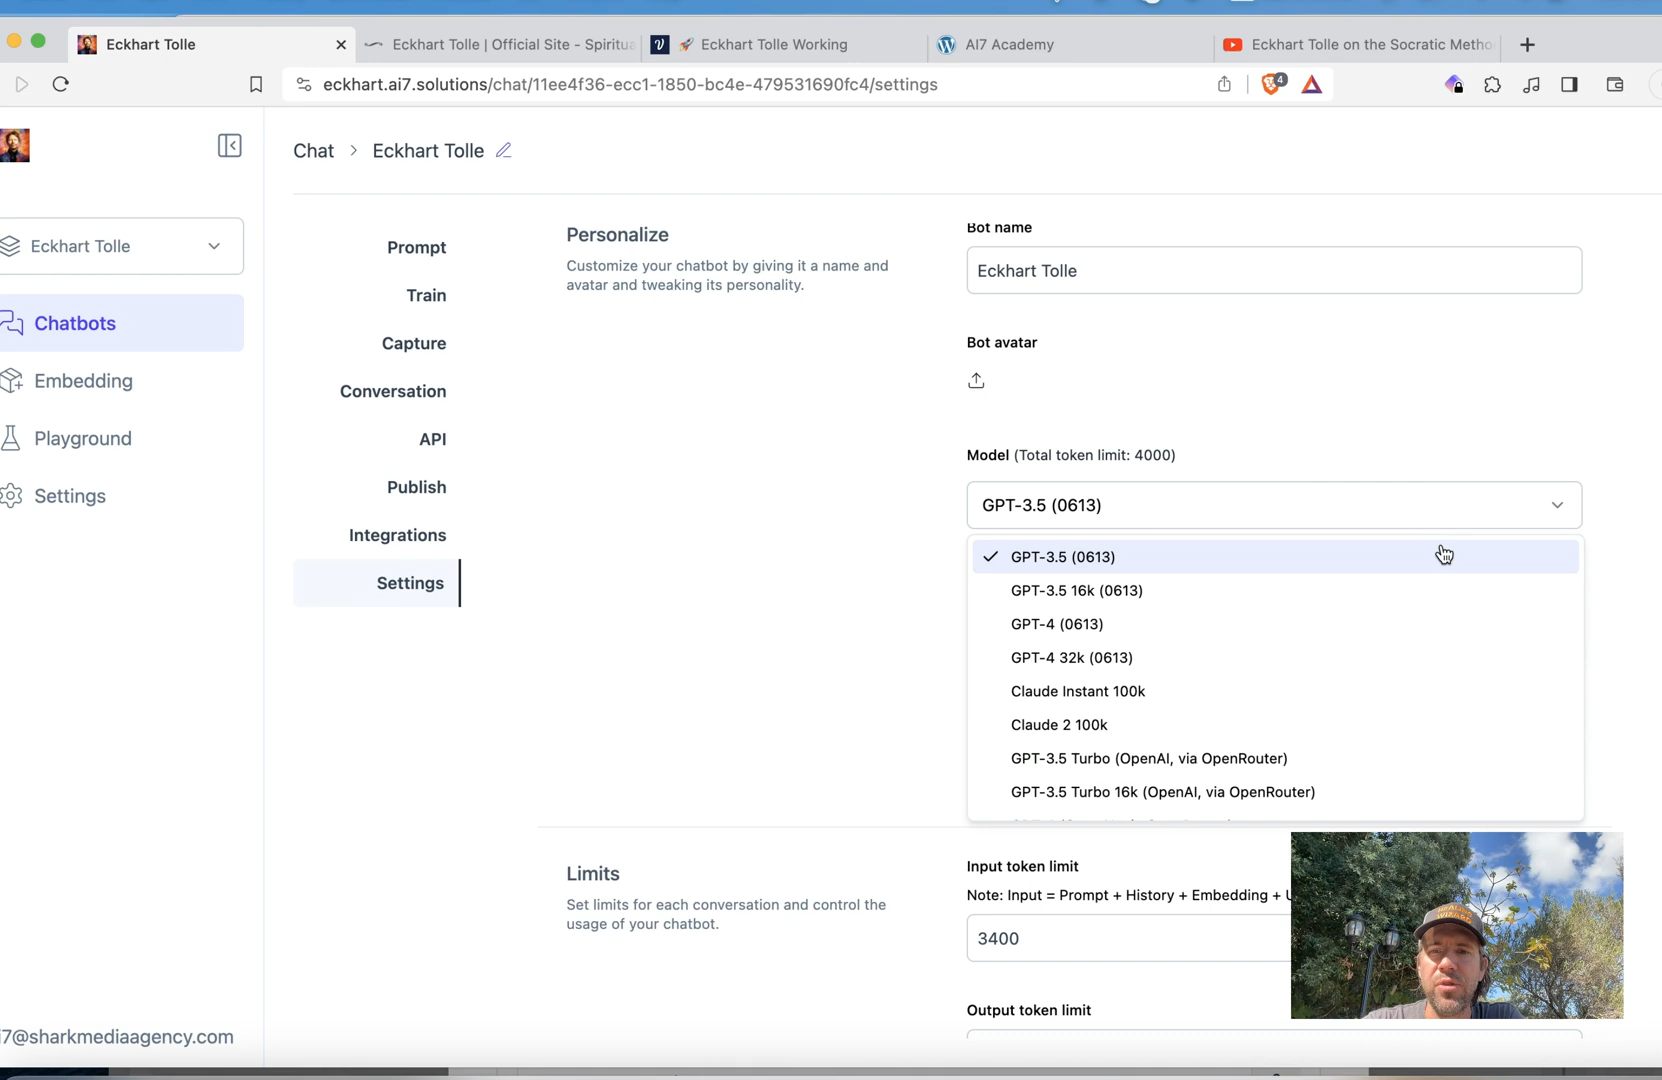 Eckhart Tolle
Eckhart Tolle | Official Site - Spiritua
🚀 Eckhart Tolle Working
AI7 Academy
Eckhart Tolle on the Socratic Metho
eckhart.ai7.solutions/chat/11ee4f36-ecc1-1850-bc4e-479531690fc4/settings
4
Chat > Eckhart Tolle
Eckhart Tolle
Chatbots
Embedding
Playground
Settings
i7@sharkmediaagency.com
Prompt
Train
Capture
Conversation
API
Publish
Integrations
Settings
Personalize
Customize your chatbot by giving it a name and
avatar and tweaking its personality.
Bot name
Eckhart Tolle
Bot avatar
Model (Total token limit: 4000)
GPT-3.5 (0613)
GPT-3.5 (0613)
GPT-3.5 16k (0613)
GPT-4 (0613)
GPT-4 32k (0613)
Claude Instant 100k
Claude 2 100k
GPT-3.5 Turbo (OpenAI, via OpenRouter)
GPT-3.5 Turbo 16k (OpenAI, via OpenRouter)
Limits
Set limits for each conversation and control the
usage of your chatbot.
Input token limit
Note: Input = Prompt + History + Embedding + U
3400
Output token limit